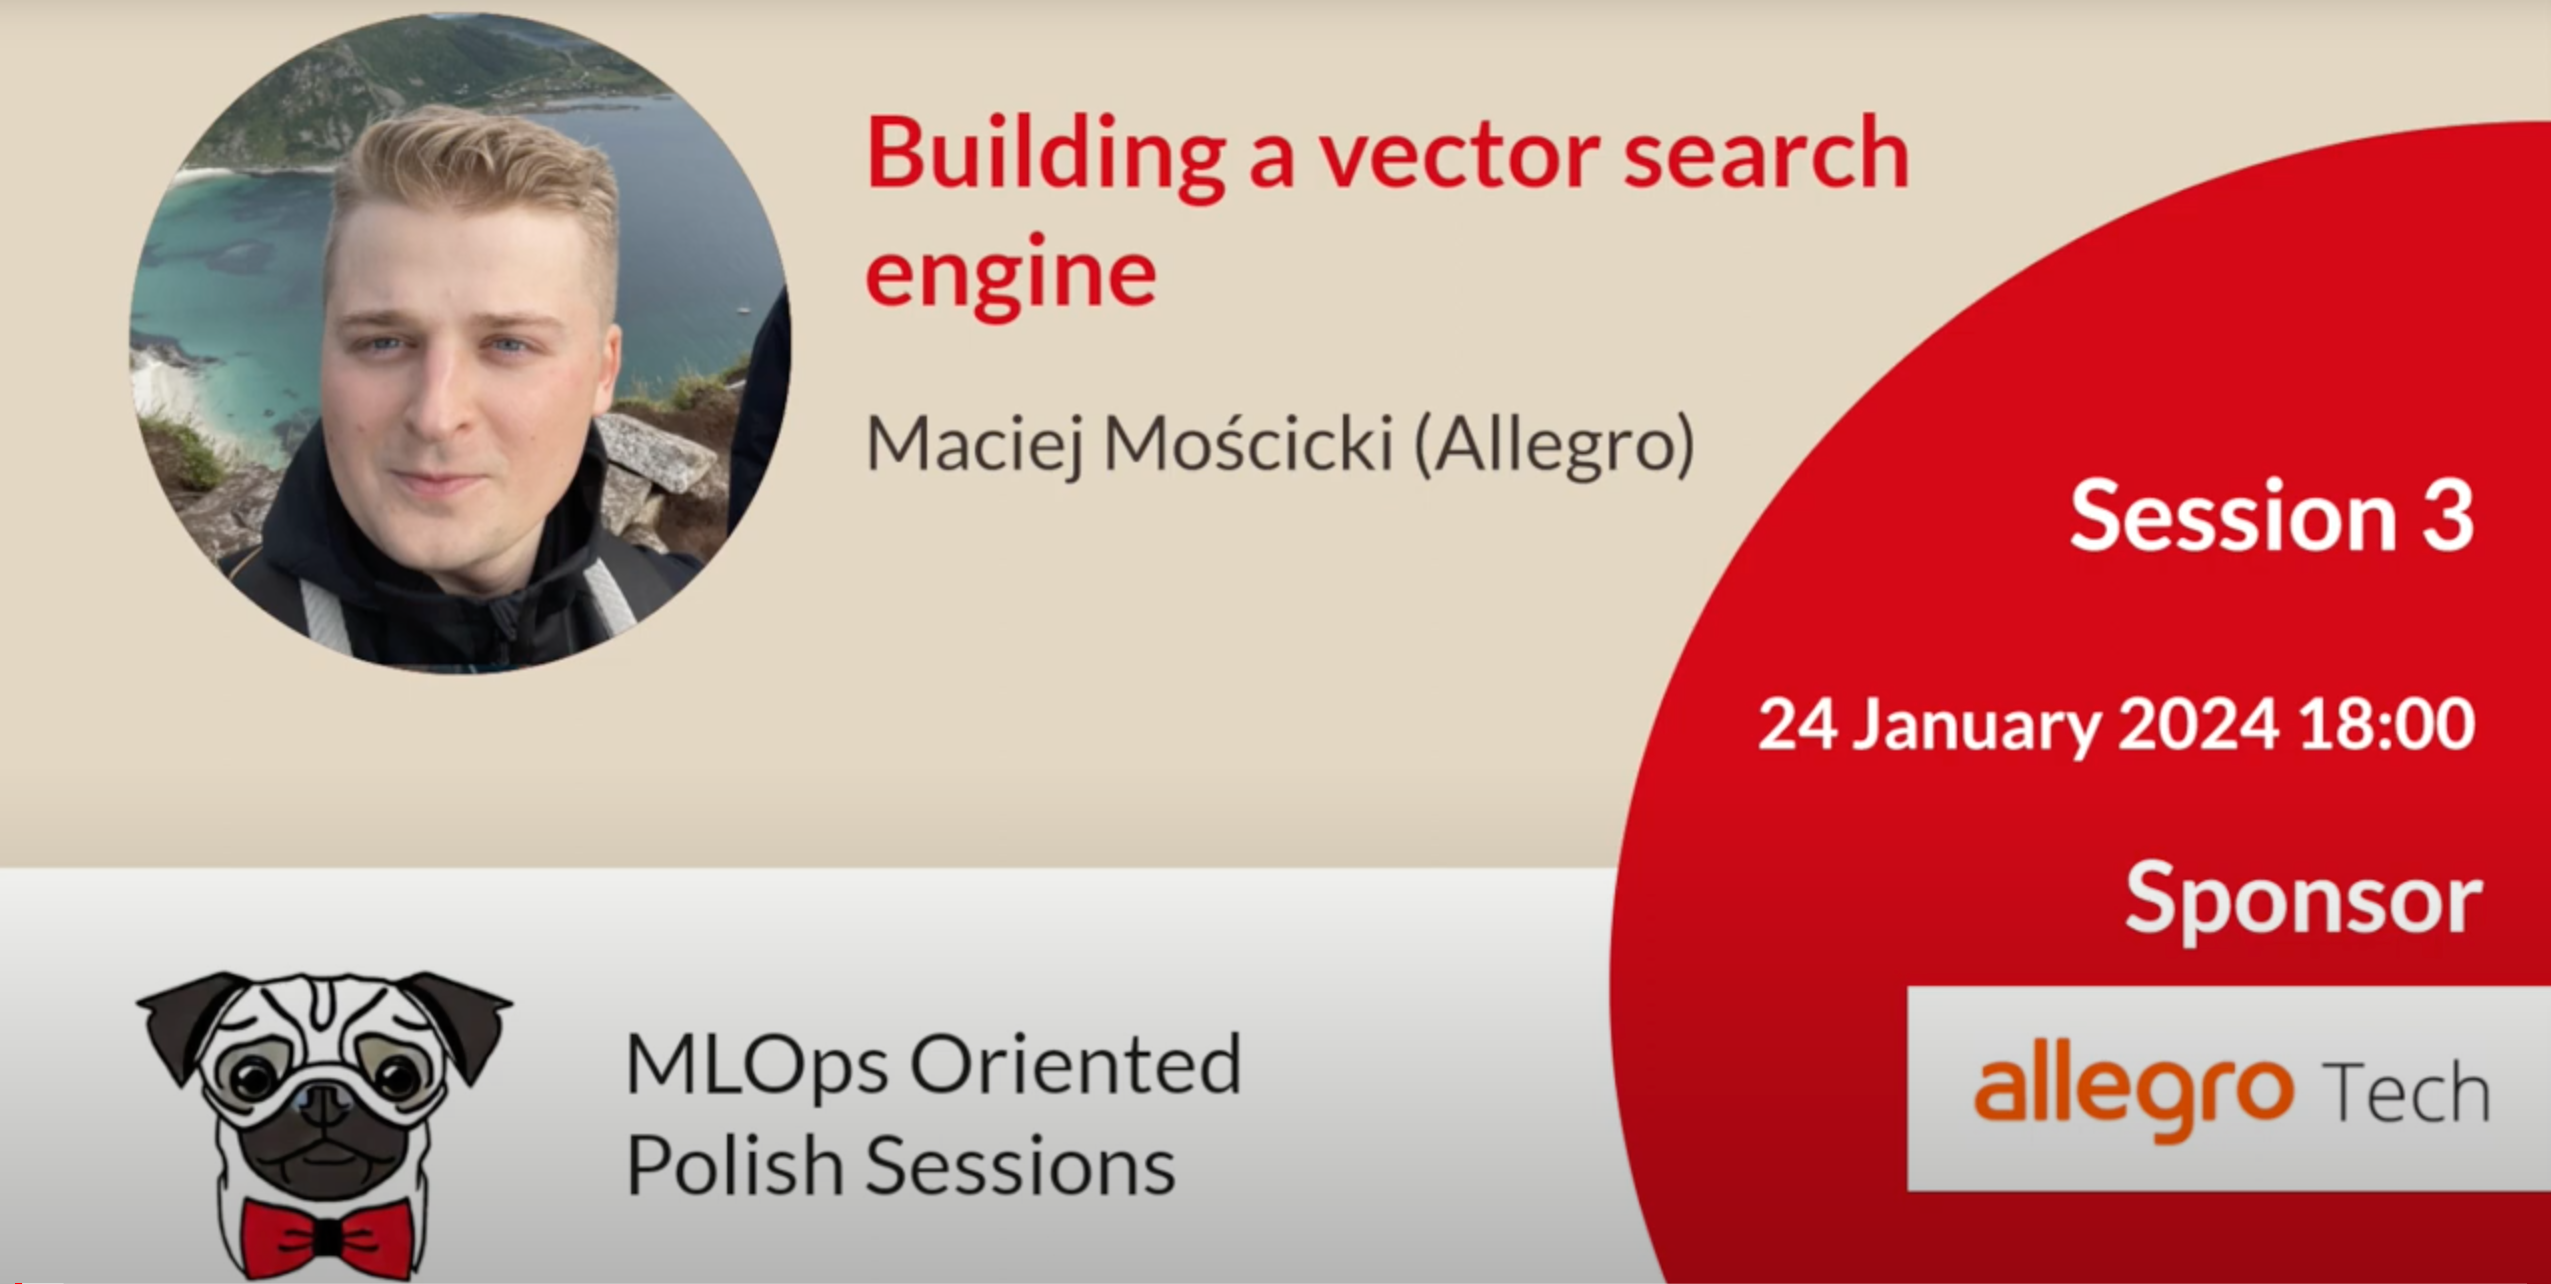 Building a vector search
engine
Maciej Mościcki (Allegro)
Session 3
24 January 2024 18:00
Sponsor
allegro Tech
MLOps Oriented
Polish Sessions